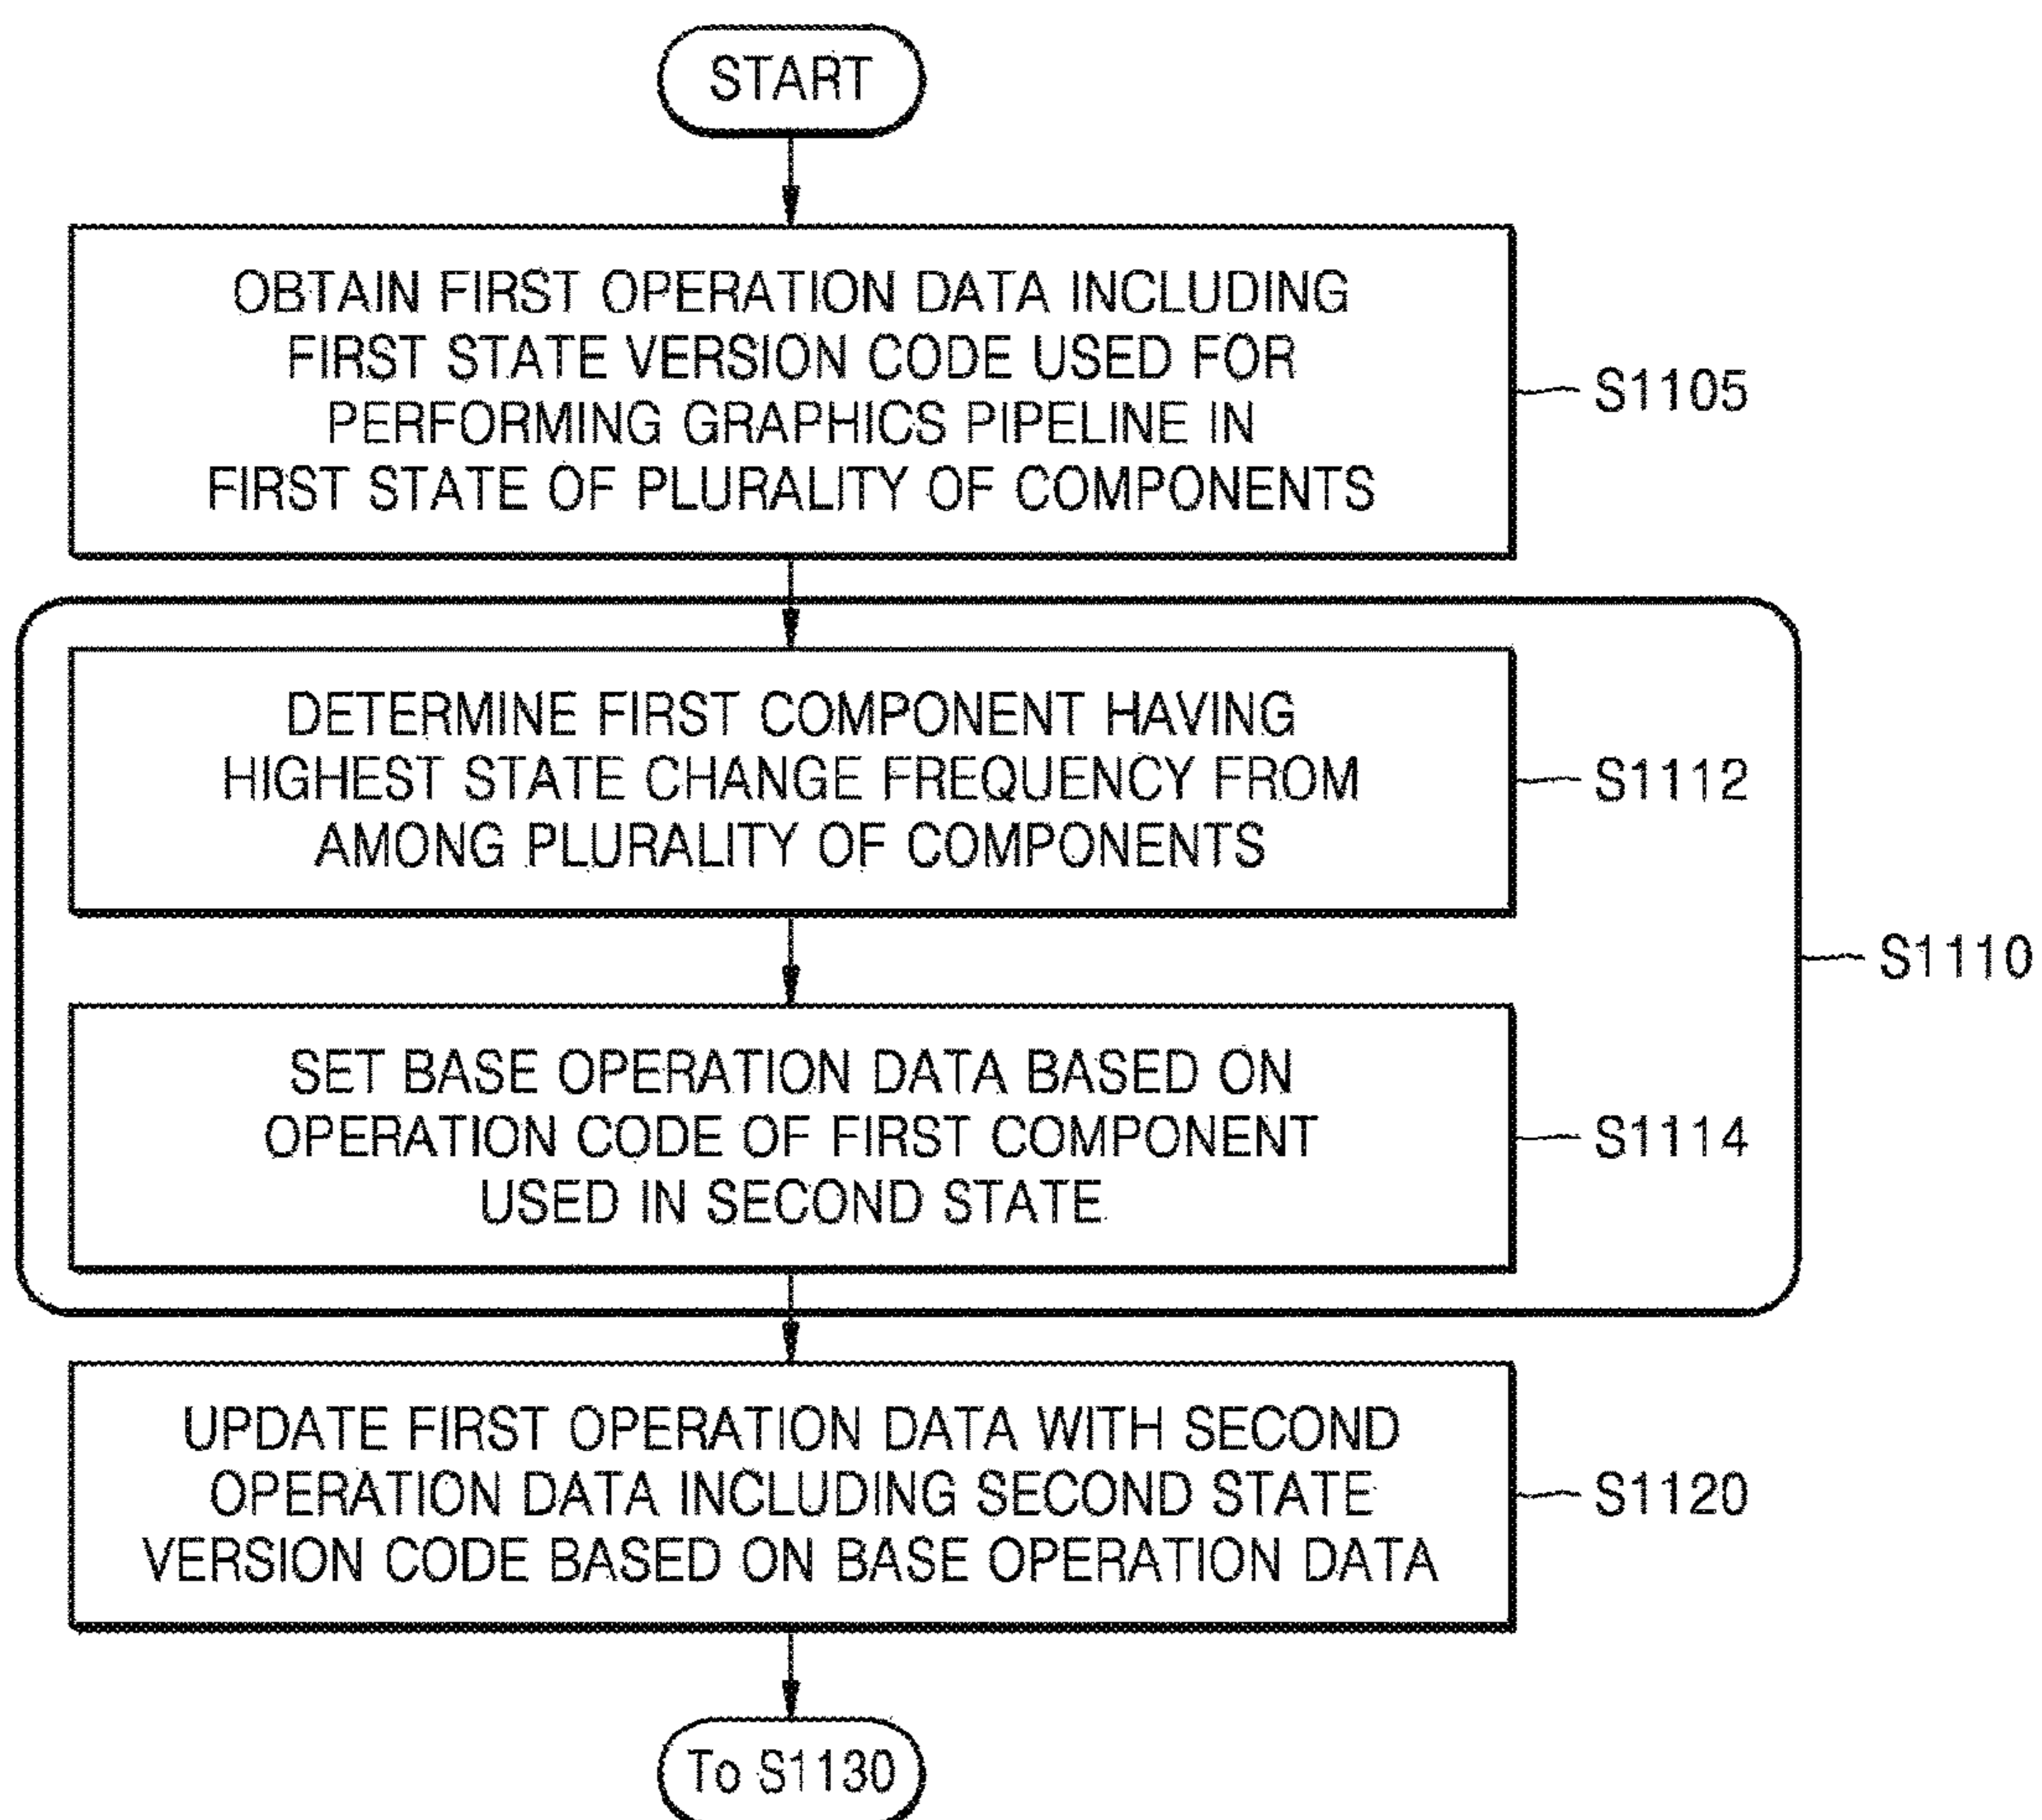 START
OBTAIN FIRST OPERATION DATA INCLUDING
FIRST STATE VERSION CODE USED FOR
PERFORMING GRAPHICS PIPELINE IN
FIRST STATE OF PLURALITY OF COMPONENTS
S1105
DETERMINE FIRST COMPONENT HAVING
HIGHEST STATE CHANGE FREQUENCY FROM
AMONG PLURALITY OF COMPONENTS
S1112
S1110
SET BASE OPERATION DATA BASED ON
OPERATION CODE OF FIRST COMPONENT
USED IN SECOND STATE
S1114
UPDATE FIRST OPERATION DATA WITH SECOND
OPERATION DATA INCLUDING SECOND STATE
VERSION CODE BASED ON BASE OPERATION DATA
S1120
To S1130